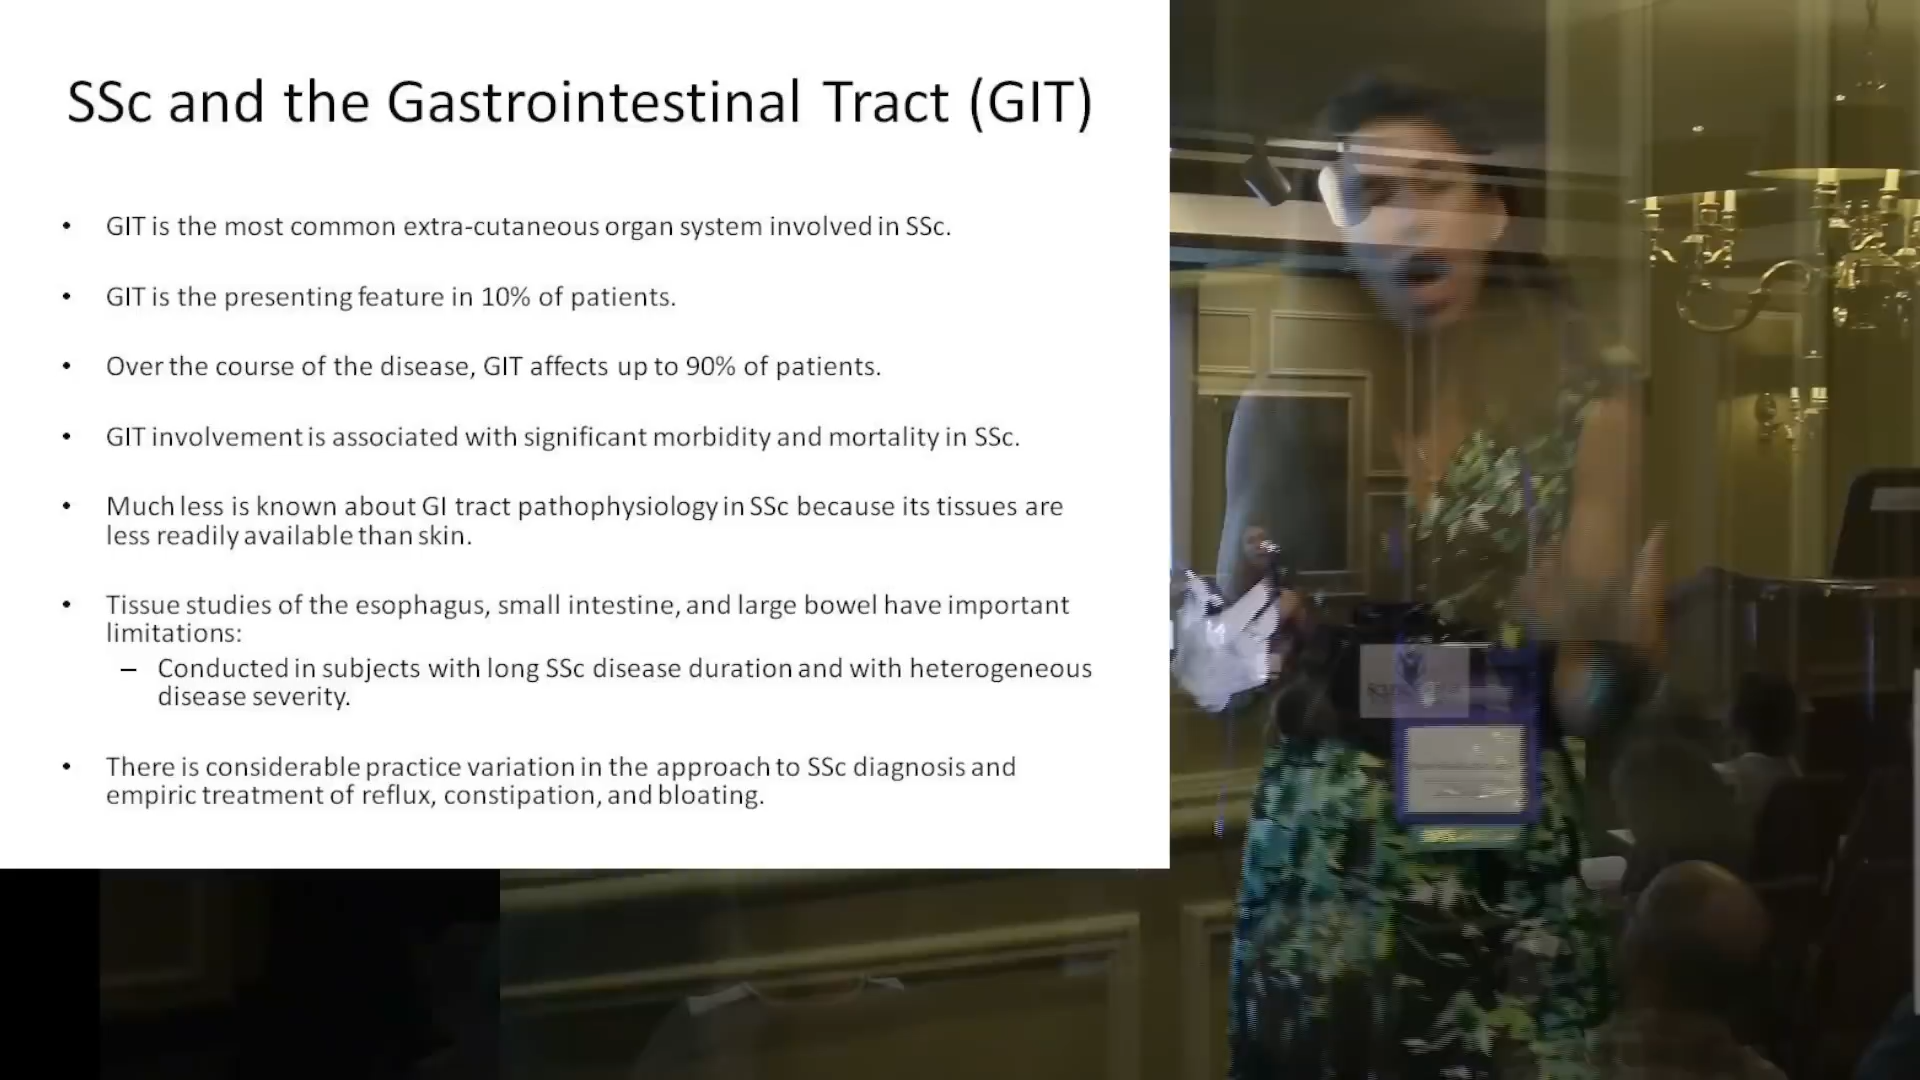 SSc and the Gastrointestinal Tract (GIT)
• GIT is the most common extra-cutaneous organ system involved in SSc.
• GIT is the presenting feature in 10% of patients.
• Over the course of the disease, GIT affects up to 90% of patients.
• GIT involvement is associated with significant morbidity and mortality in SSc.
• Much less is known about GI tract pathophysiology in SSc because its tissues are
less readily available than skin.
• Tissue studies of the esophagus, small intestine, and large bowel have important
limitations:
– Conducted in subjects with long SSc disease duration and with heterogeneous
disease severity.
• There is considerable practice variation in the approach to SSc diagnosis and
empiric treatment of reflux, constipation, and bloating.